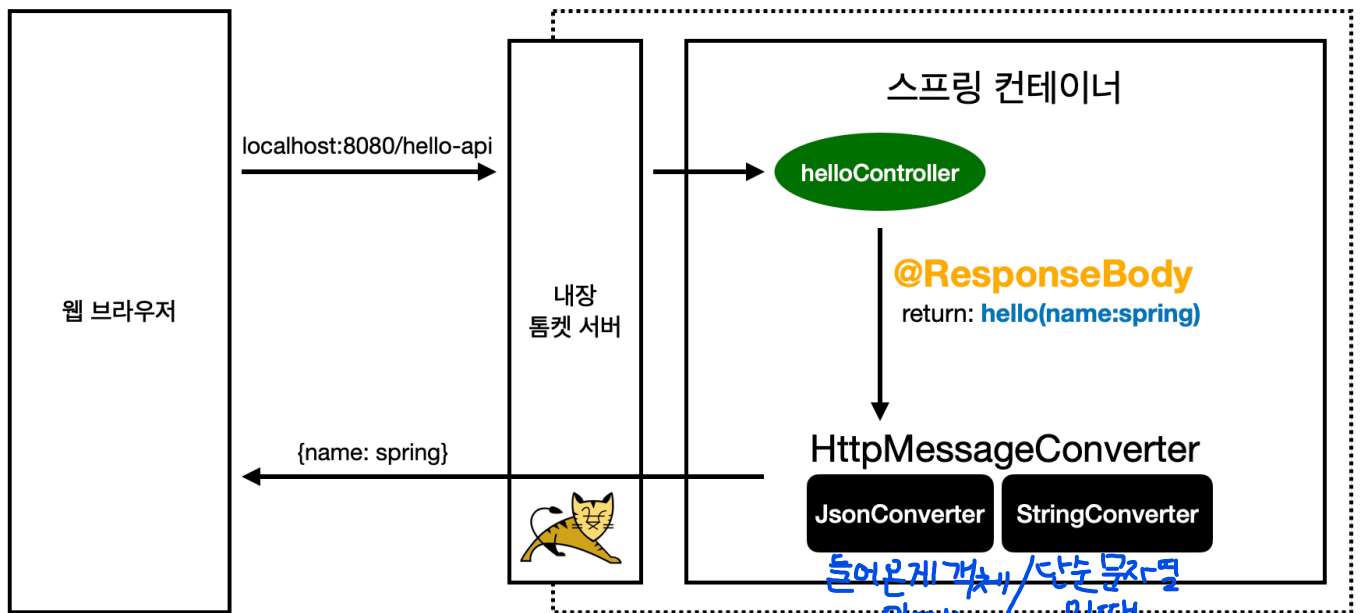 스프링 컨테이너
localhost:8080/hello-api
helloController
@ResponseBody
return: hello(name:spring)
웹 브라우저
내장
톰켓 서버
{name: spring}
HttpMessageConverter
JsonConverter
StringConverter
들어온게 객체 / 단순 문자열
일때